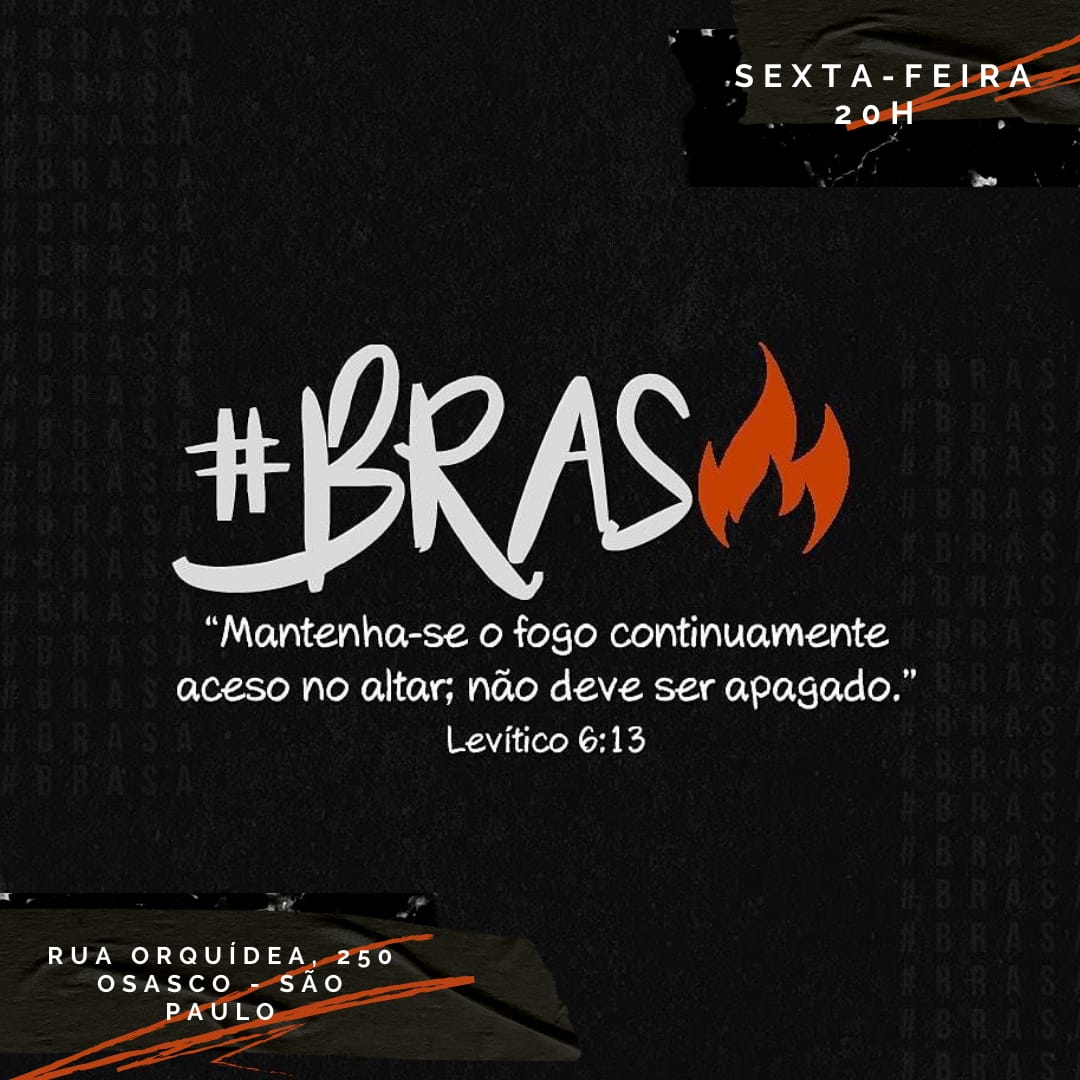 SEXTA-FEIRA
20H
#BRAS
“Mantenha-se o fogo continuamente
aceso no altar; não deve ser apagado.”
Levítico 6:13
RUA ORQUÍDEA, 250
OSASCO - SÃO
PAULO
#BRASA